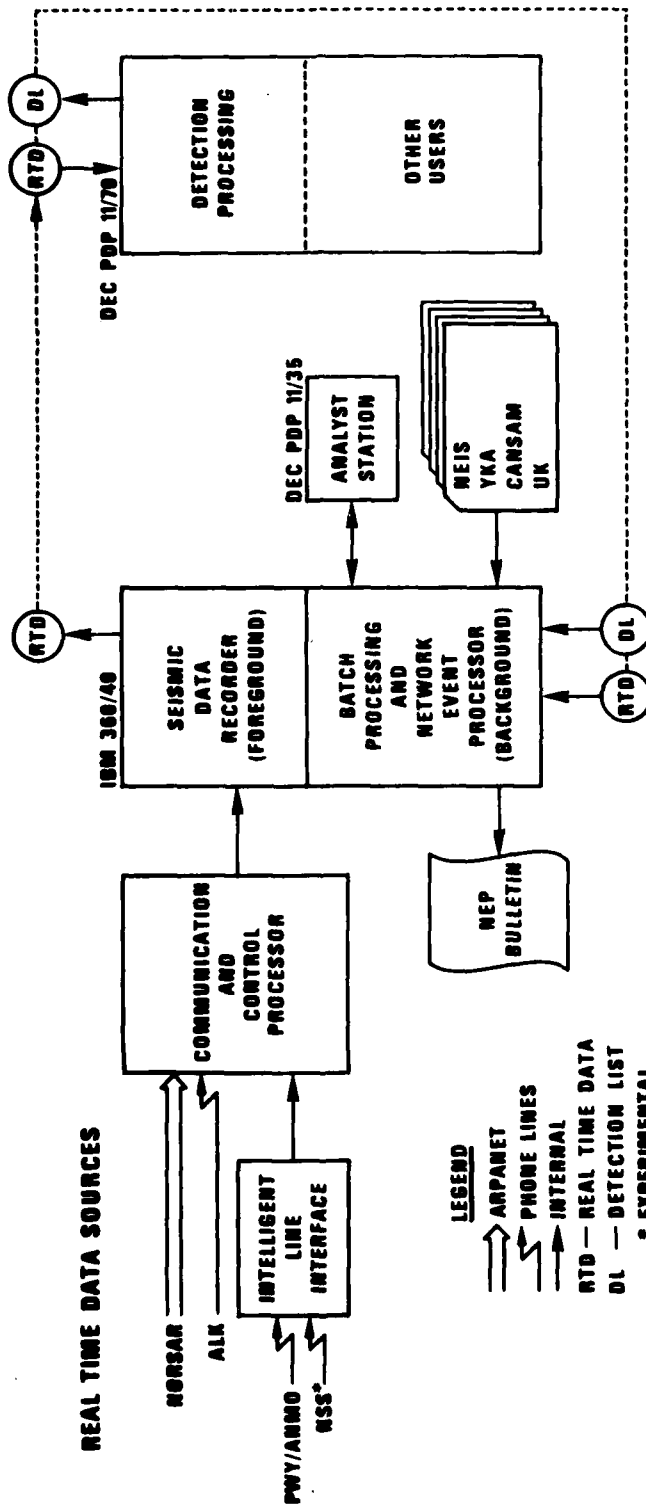 REAL TIME DATA SOURCES
NORSAR
ALK
PWY/ANMO
NSS*
INTELLIGENT
LINE
INTERFACE
COMMUNICATION
AND
CONTROL
PROCESSOR
IBM 360/40
SEISMIC
DATA
RECORDER
(FOREGROUND)
BATCH
PROCESSING
AND
NETWORK
EVENT
PROCESSOR
(BACKGROUND)
RTD
RTD
DL
NEP
BULLETIN
DEC PDP 11/35
ANALYST
STATION
NEIS
YKA
CANSAM
UK
DEC PDP 11/70
RTD
DL
DETECTION
PROCESSING
OTHER
USERS
LEGEND
ARPANET
PHONE LINES
INTERNAL
RTD — REAL TIME DATA
DL — DETECTION LIST
* EXPERIMENTAL